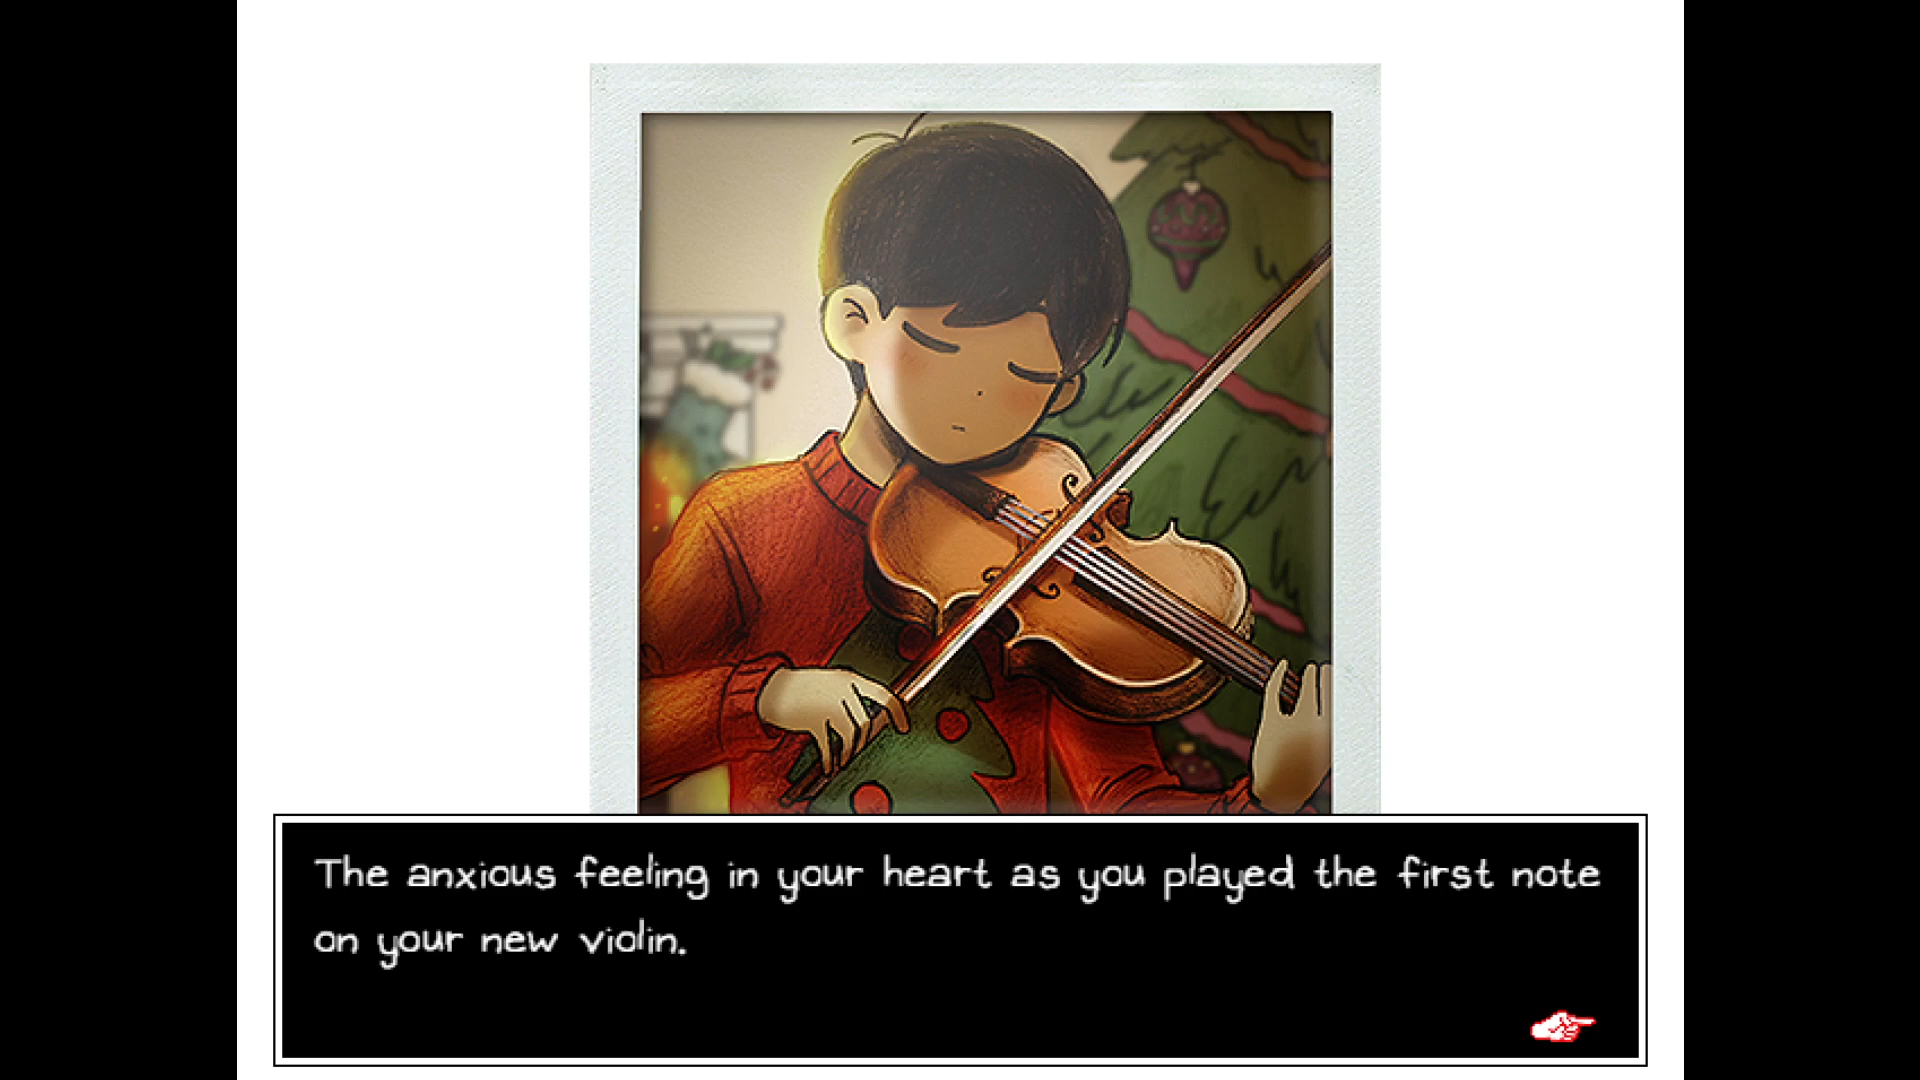 The anxious feeling in your heart as you played the first note
on your new violin.